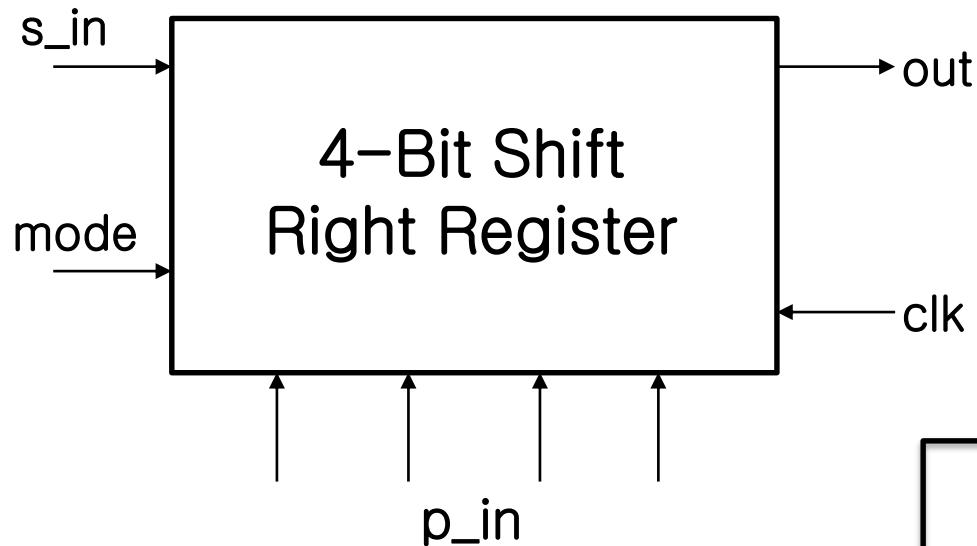 s_in
out
4-Bit Shift
Right Register
mode
clk
p_in